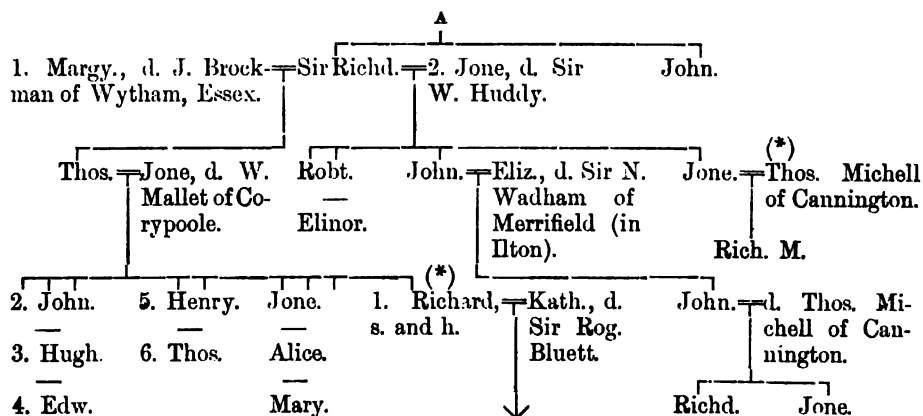 A
1. Margy., d. J. Brock- Sir Richd. 2. Jone, d. Sir John.
man of Wytham, Essex. W. Huddy.
(*)
Thos. Jone, d. W. Robt. John. Eliz., d. Sir N. Jone. Thos. Michell
Mallet of Co- — Wadham of of Cannington.
rypoole. Elinor. Merrifield (in
Ilton). Rich. M.
(*)
2. John. 5. Henry. Jone. 1. Richard, Kath., d. John. d. Thos. Mi-
— — — s. and h. Sir Rog. chell of Can-
3. Hugh. 6. Thos. Alice. Bluett. nington.
— —
4. Edw. Mary. Richd. Jone.